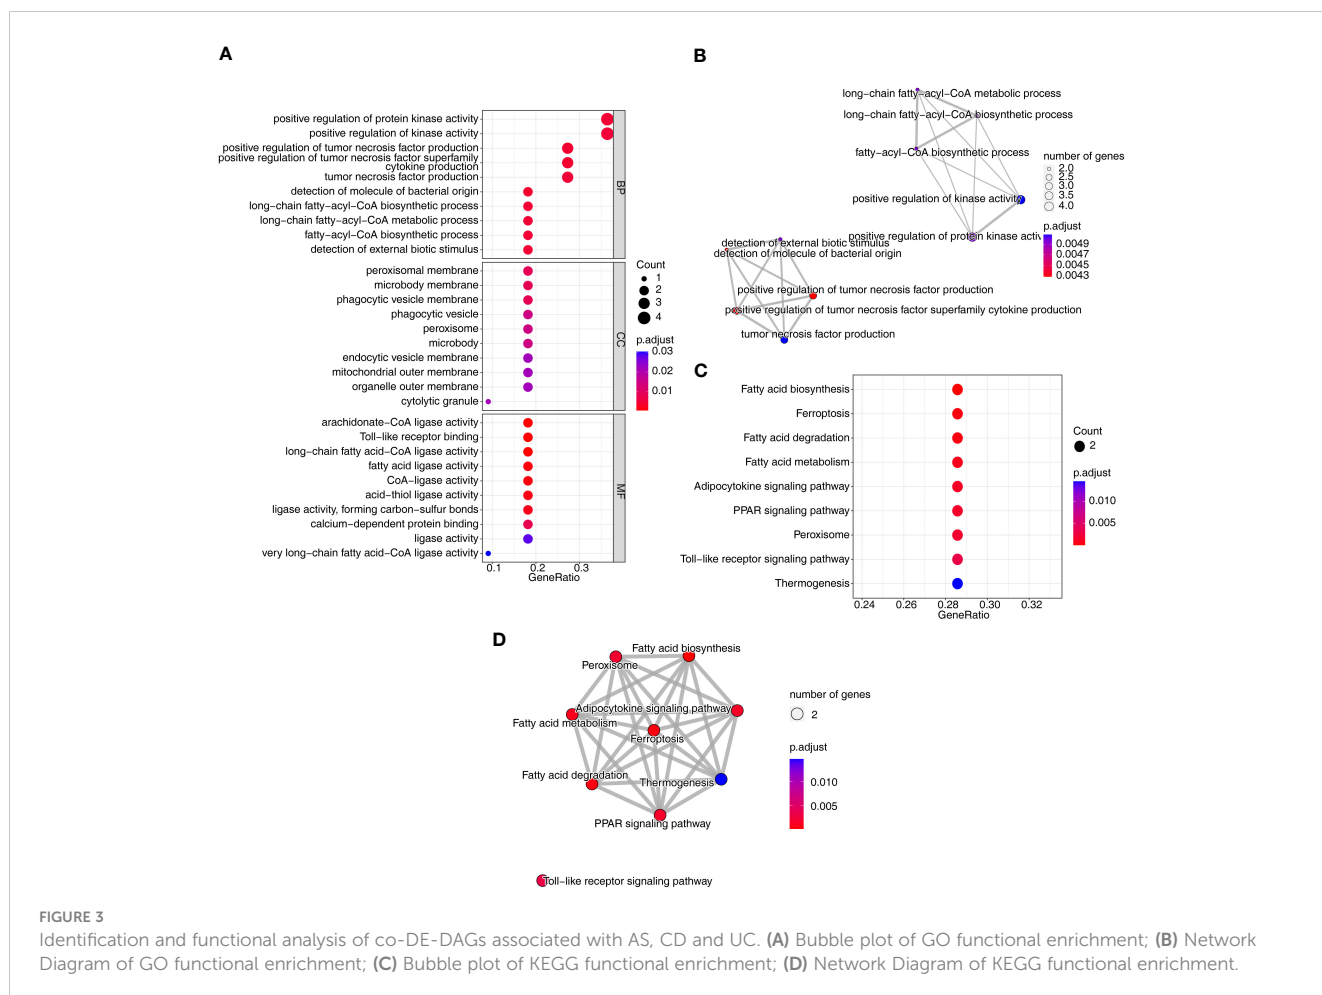 A
positive regulation of protein kinase activity
positive regulation of kinase activity
positive regulation of tumor necrosis factor production
positive regulation of tumor necrosis factor superfamily
cytokine production
tumor necrosis factor production
detection of molecule of bacterial origin
long−chain fatty−acyl−CoA biosynthetic process
long−chain fatty−acyl−CoA metabolic process
fatty−acyl−CoA biosynthetic process
detection of external biotic stimulus
BP
peroxisomal membrane
microbody membrane
phagocytic vesicle membrane
phagocytic vesicle
peroxisome
microbody
endocytic vesicle membrane
mitochondrial outer membrane
organelle outer membrane
cytolytic granule
CC
arachidonate−CoA ligase activity
Toll−like receptor binding
long−chain fatty acid−CoA ligase activity
fatty acid ligase activity
CoA−ligase activity
acid−thiol ligase activity
ligase activity, forming carbon−sulfur bonds
calcium−dependent protein binding
ligase activity
very long−chain fatty acid−CoA ligase activity
MF
0.1 0.2 0.3
GeneRatio
Count
1
2
3
4
p.adjust
0.03
0.02
0.01
B
long−chain fatty−acyl−CoA metabolic process
long−chain fatty−acyl−CoA biosynthetic process
fatty−acyl−CoA biosynthetic process
positive regulation of kinase activity
positive regulation of protein kinase activ
detection of external biotic stimulus
detection of molecule of bacterial origin
positive regulation of tumor necrosis factor production
positive regulation of tumor necrosis factor superfamily cytokine production
tumor necrosis factor production
number of genes
2.0
2.5
3.0
3.5
4.0
p.adjust
0.0049
0.0047
0.0045
0.0043
C
Fatty acid biosynthesis
Ferroptosis
Fatty acid degradation
Fatty acid metabolism
Adipocytokine signaling pathway
PPAR signaling pathway
Peroxisome
Toll−like receptor signaling pathway
Thermogenesis
0.24 0.26 0.28 0.30 0.32
GeneRatio
Count
2
p.adjust
0.010
0.005
D
Fatty acid biosynthesis
Peroxisome
Adipocytokine signaling pathway
Fatty acid metabolism
Ferroptosis
Fatty acid degradation
Thermogenesis
PPAR signaling pathway
Toll−like receptor signaling pathway
number of genes
2
p.adjust
0.010
0.005
FIGURE 3
Identification and functional analysis of co-DE-DAGs associated with AS, CD and UC. (A) Bubble plot of GO functional enrichment; (B) Network
Diagram of GO functional enrichment; (C) Bubble plot of KEGG functional enrichment; (D) Network Diagram of KEGG functional enrichment.